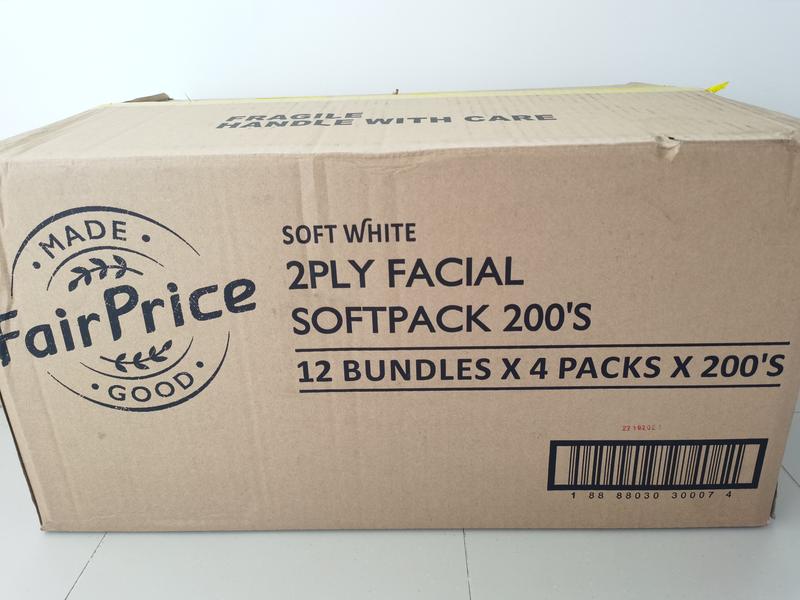 FRAGILE
HANDLE WITH CARE
• MADE •
FairPrice
• GOOD •
SOFT WHITE
2PLY FACIAL
SOFTPACK 200'S
12 BUNDLES X 4 PACKS X 200'S
1 88 88030 30007 4